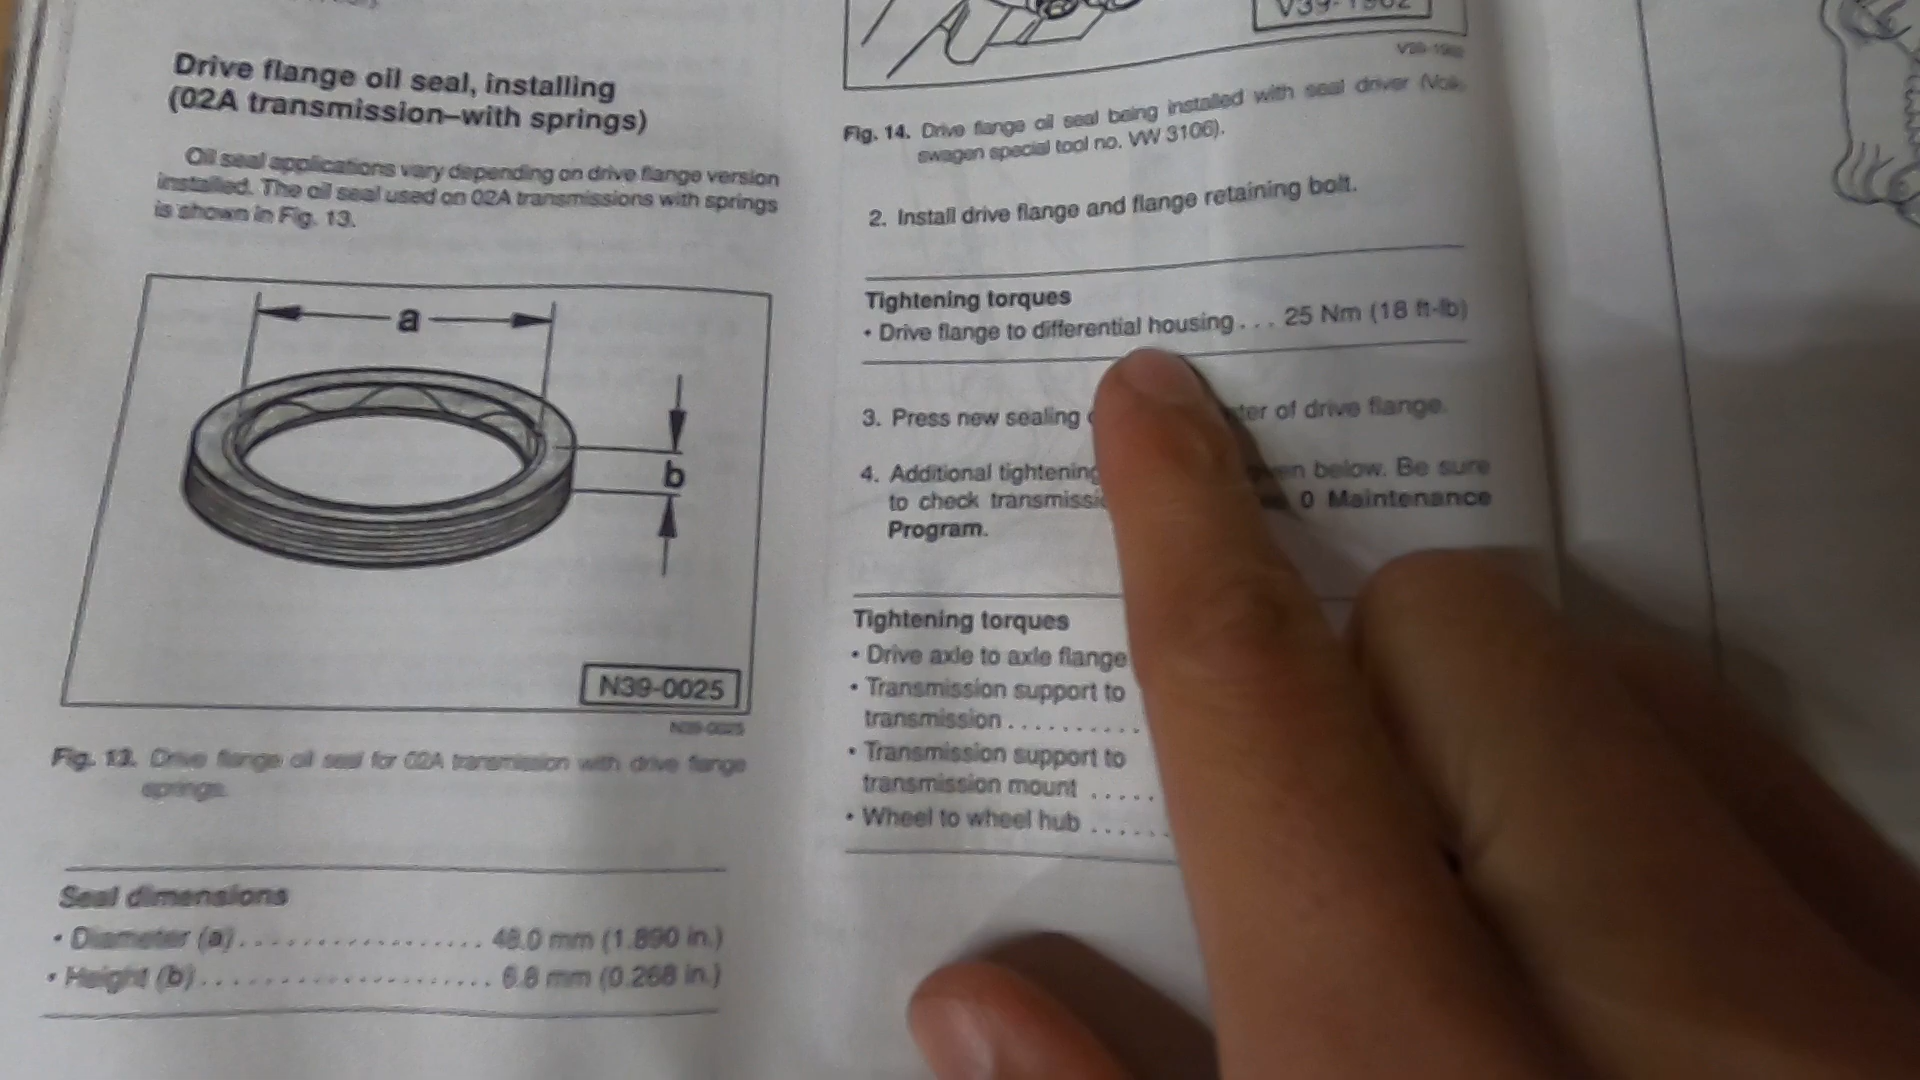 Drive flange oil seal, installing
(02A transmission–with springs)
Oil seal applications vary depending on drive flange version
installed. The oil seal used on 02A transmissions with springs
is shown in Fig. 13.
a
b
N39-0025
N39-0025
Fig. 13. Drive flange oil seal for 02A transmission with drive flange
springs.
Seal dimensions
• Diameter (a) . . . . . . . . . . . . . . . . . 48.0 mm (1.890 in.)
• Height (b) . . . . . . . . . . . . . . . . . . . . 6.8 mm (0.268 in.)
V39-1902
Fig. 14. Drive flange oil seal being installed with seal driver (Volk-
swagen special tool no. VW 3106).
2. Install drive flange and flange retaining bolt.
Tightening torques
• Drive flange to differential housing . . . 25 Nm (18 ft-lb)
3. Press new sealing of drive flange.
4. Additional tightening below. Be sure
to check 0 Maintenance
Program.
Tightening torques
• Drive axle to axle flange
• Transmission support to
transmission . . . . . . . . .
• Transmission support to
transmission mount . . . . .
• Wheel to wheel hub . . . . . .